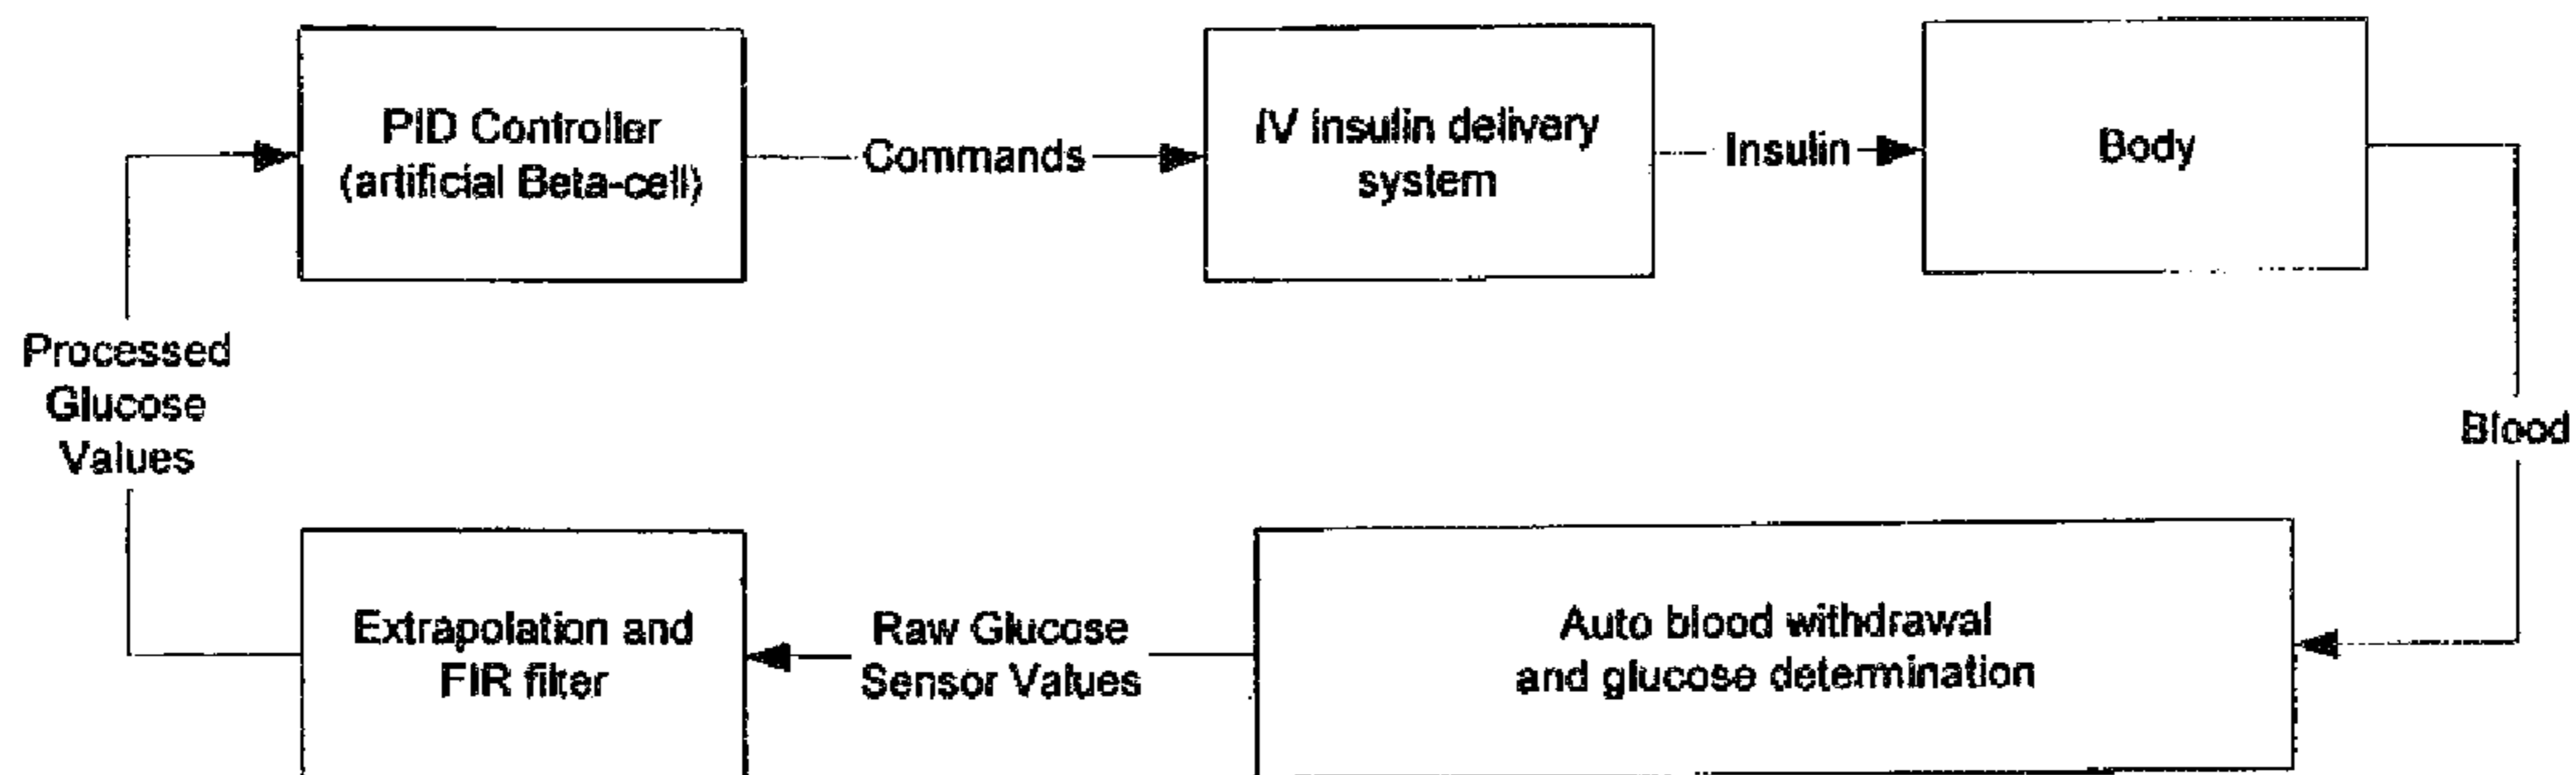 PID Controller
(artificial Beta-cell)
Commands
IV insulin delivery
system
Insulin
Body
Processed
Glucose
Values
Blood
Extrapolation and
FIR filter
Raw Glucose
Sensor Values
Auto blood withdrawal
and glucose determination